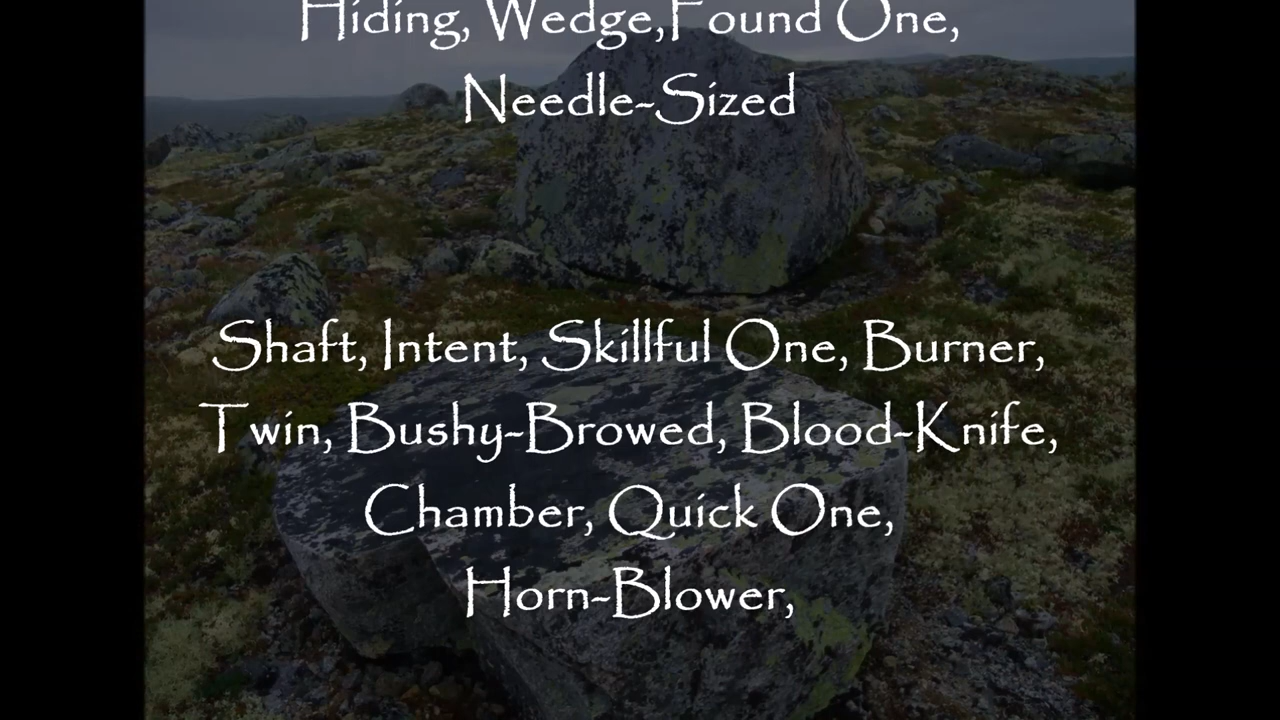 Hiding, Wedge,Found One,
Needle-Sized
Shaft, Intent, Skillful One, Burner,
Twin, Bushy-Browed, Blood-Knife,
Chamber, Quick One,
Horn-Blower,